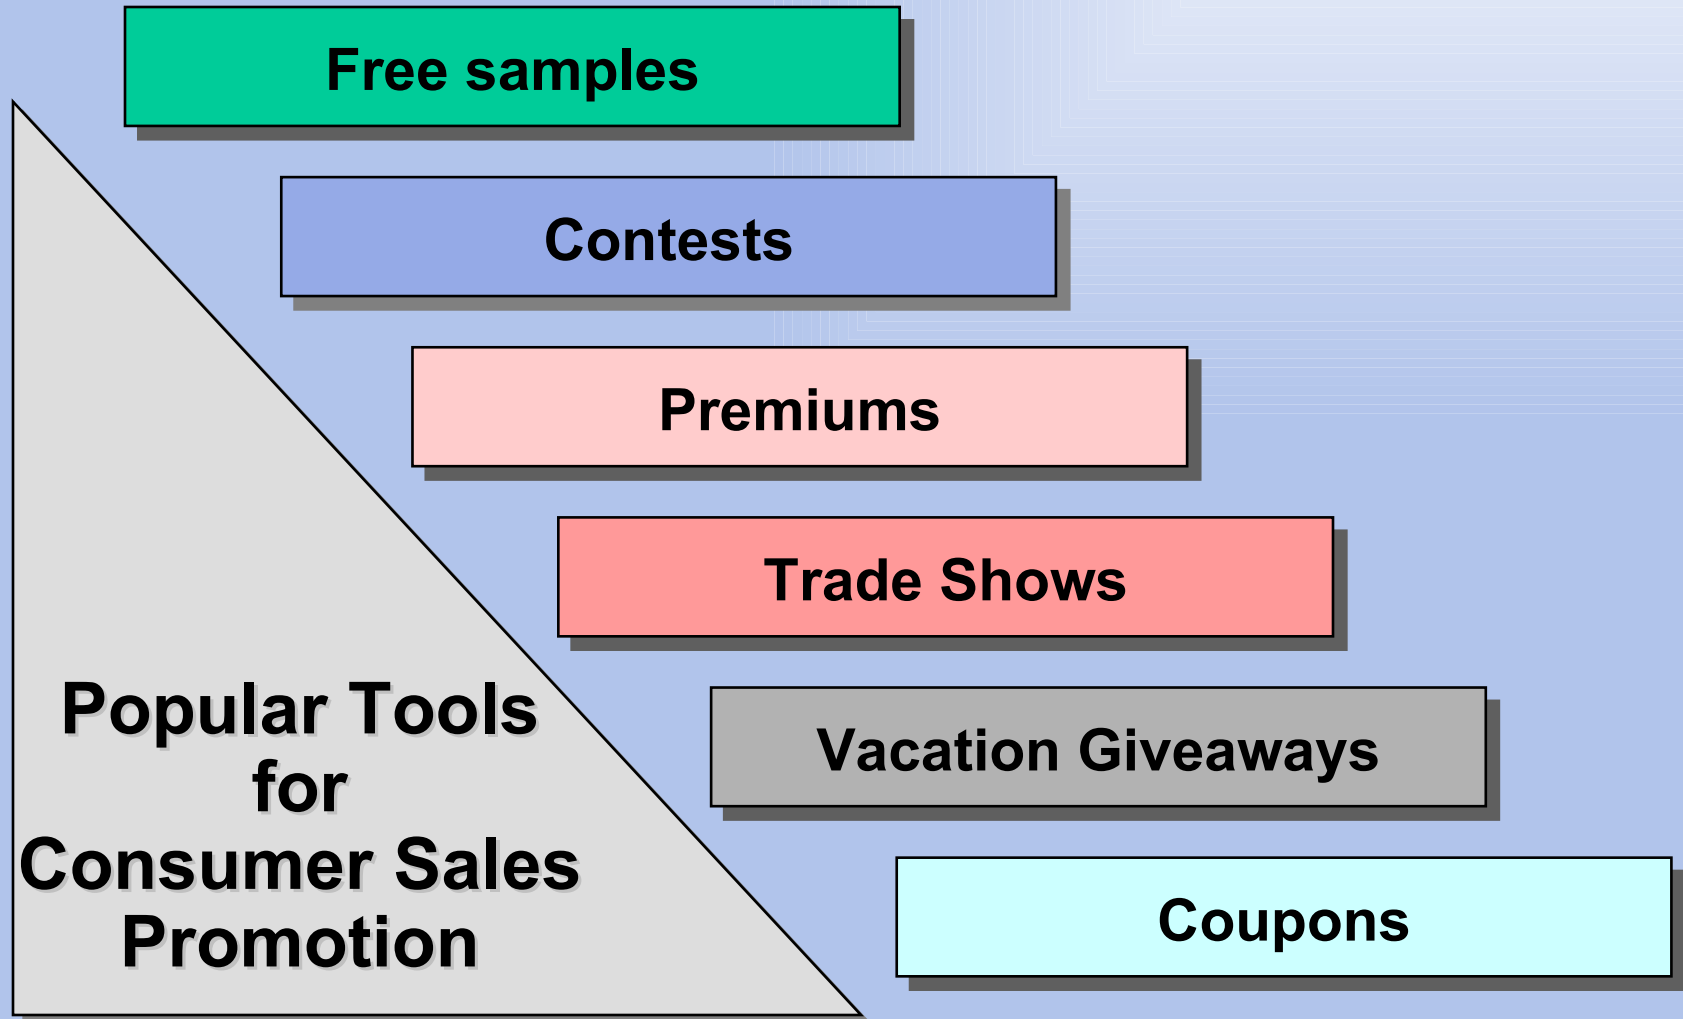 Free samples
Contests
Premiums
Trade Shows
Vacation Giveaways
Coupons
Popular Tools
for
Consumer Sales
Promotion